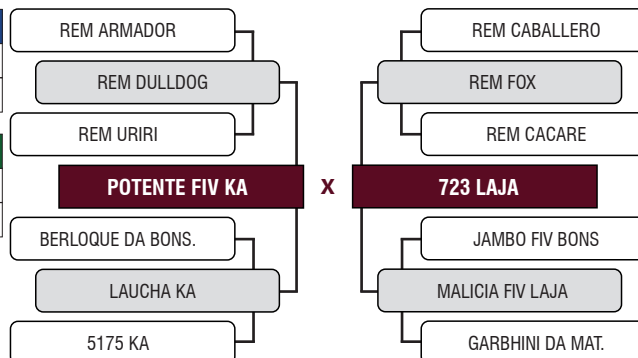 REM ARMADOR
REM DULLDOG
REM URIRI
POTENTE FIV KA
BERLOQUE DA BONS.
LAUCHA KA
5175 KA
X
REM CABALLERO
REM FOX
REM CACARE
723 LAJA
JAMBO FIV BONS
MALICIA FIV LAJA
GARBHINI DA MAT.